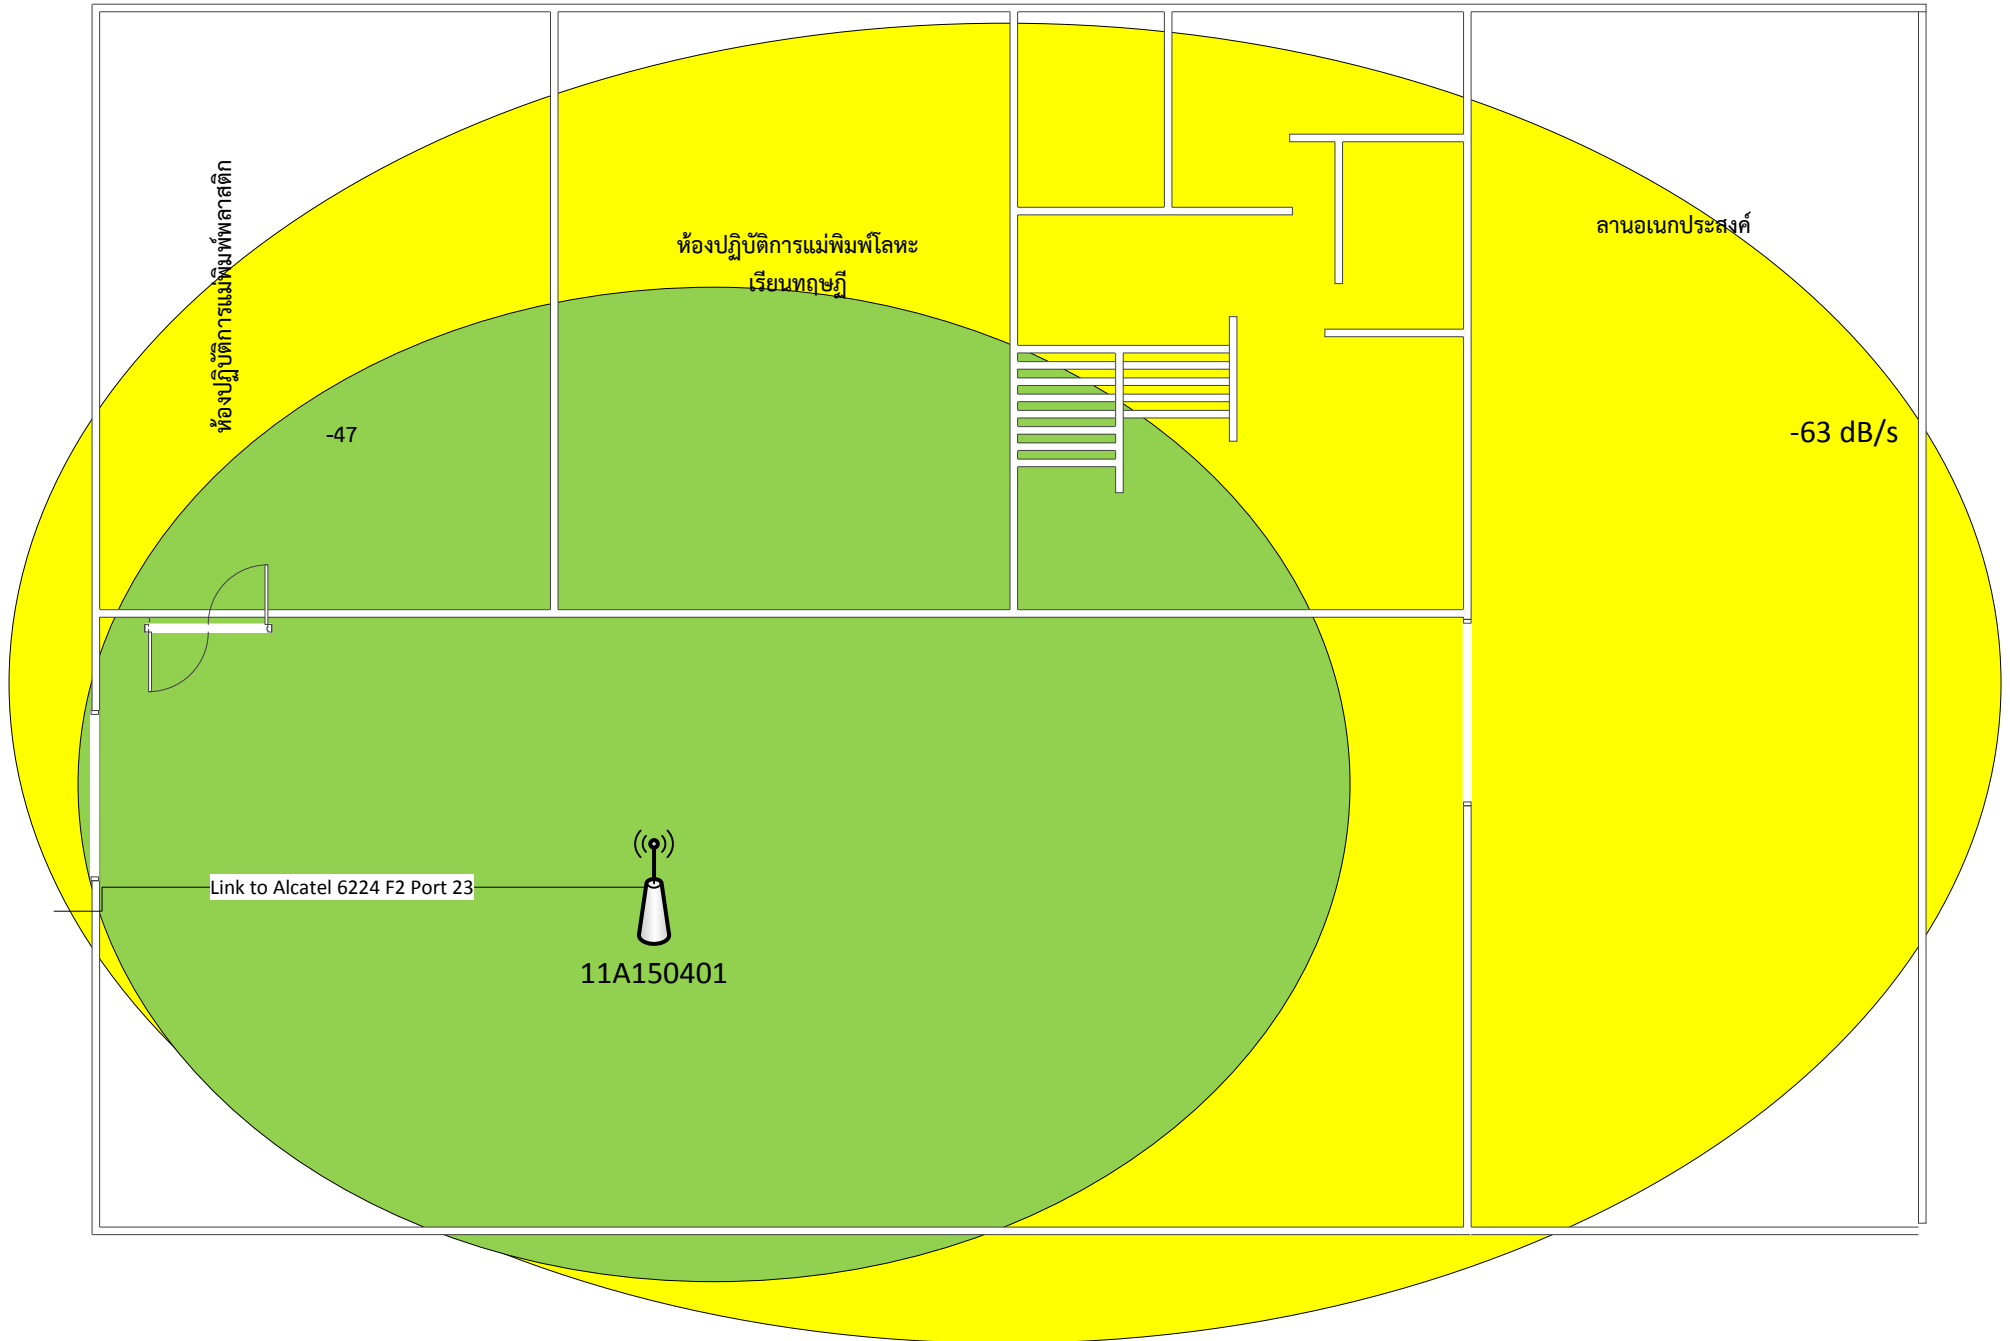 ห้องปฏิบัติการแม่พิมพ์พลาสติก
ห้องปฏิบัติการแม่พิมพ์โลหะ
เรียนทฤษฎี
ลานอเนกประสงค์
-47
-63 dB/s
Link to Alcatel 6224 F2 Port 23
11A150401